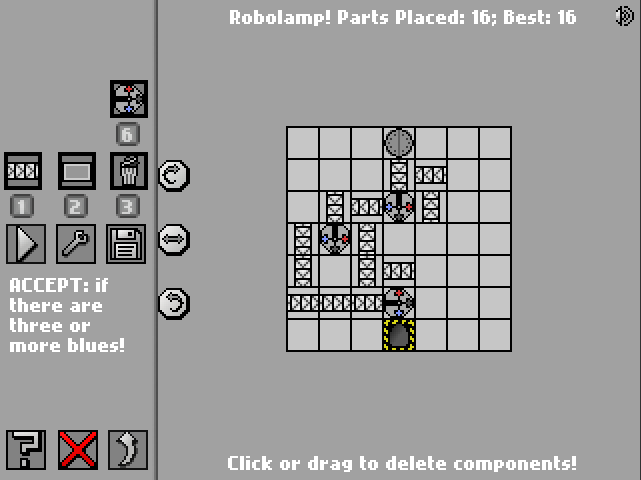 Robolamp! Parts Placed: 16; Best: 16
6
1
2
3
ACCEPT: if
there are
three or
more blues!
?
Click or drag to delete components!